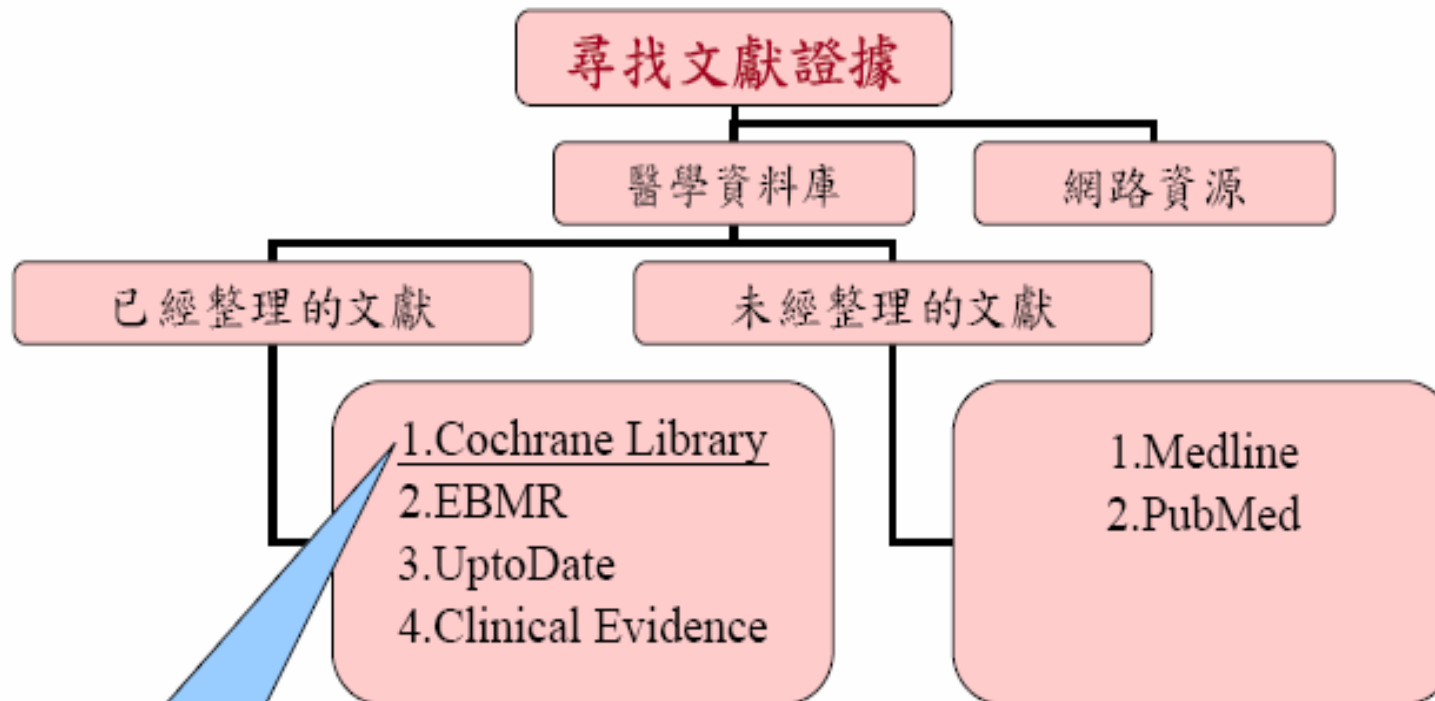 尋找文獻證據
醫學資料庫
網路資源
已經整理的文獻
未經整理的文獻
1.Cochrane Library
2.EBMR
3.UptoDate
4.Clinical Evidence
1.Medline
2.PubMed